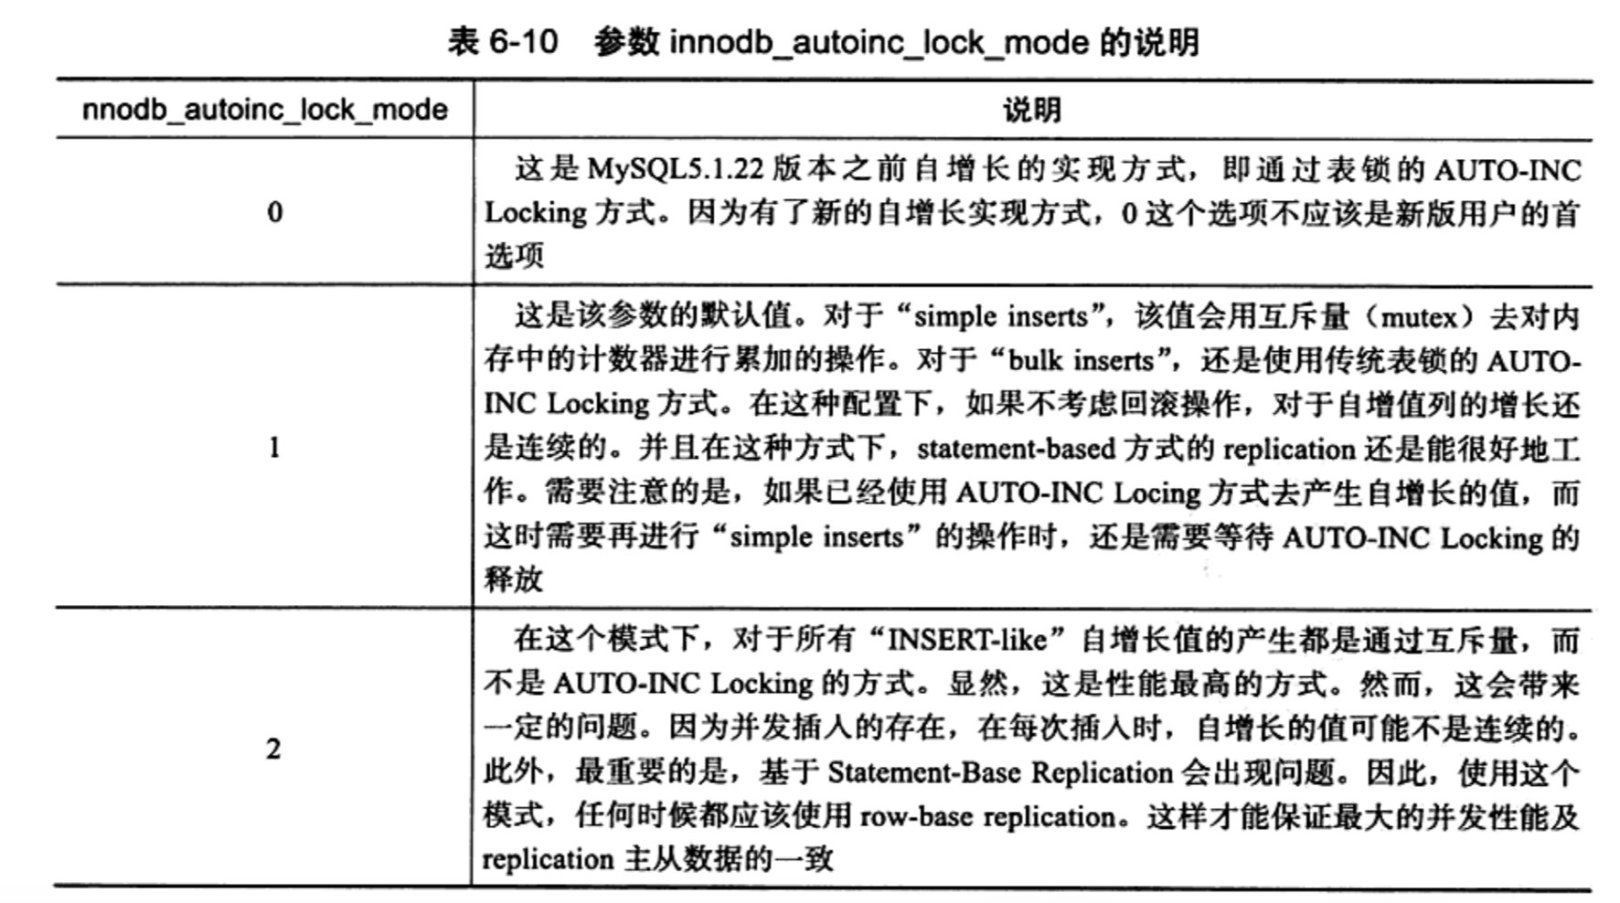 表 6-10 参数 innodb_autoinc_lock_mode 的说明
nnodb_autoinc_lock_mode 说明
0
这是 MySQL5.1.22 版本之前自增长的实现方式，即通过表锁的 AUTO-INC
Locking 方式。因为有了新的自增长实现方式，0 这个选项不应该是新版用户的首
选项
1
这是该参数的默认值。对于“simple inserts”，该值会用互斥量（mutex）去对内
存中的计数器进行累加的操作。对于“bulk inserts”，还是使用传统表锁的 AUTO-
INC Locking 方式。在这种配置下，如果不考虑回滚操作，对于自增值列的增长还
是连续的。并且在这种方式下，statement-based 方式的 replication 还是能很好地工
作。需要注意的是，如果已经使用 AUTO-INC Locing 方式去产生自增长的值，而
这时需要再进行“simple inserts”的操作时，还是需要等待 AUTO-INC Locking 的
释放
2
在这个模式下，对于所有“INSERT-like”自增长值的产生都是通过互斥量，而
不是 AUTO-INC Locking 的方式。显然，这是性能最高的方式。然而，这会带来
一定的问题。因为并发插入的存在，在每次插入时，自增长的值可能不是连续的。
此外，最重要的是，基于 Statement-Base Replication 会出现问题。因此，使用这个
模式，任何时候都应该使用 row-base replication。这样才能保证最大的并发性能及
replication 主从数据的一致